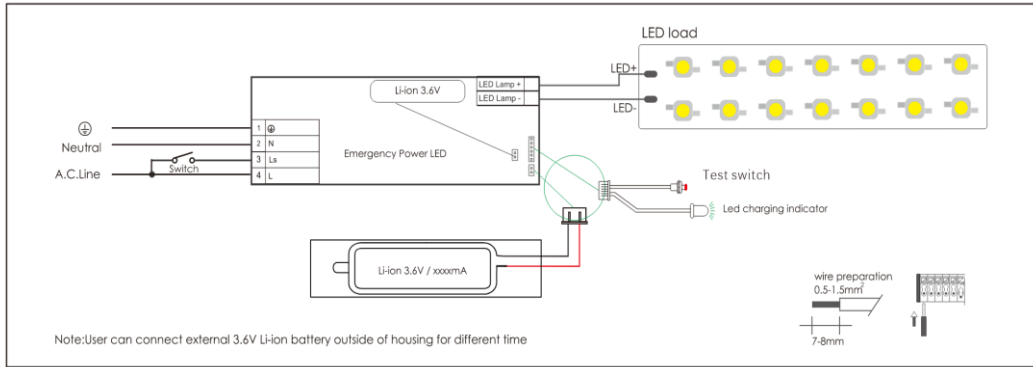 LED load
LED+
LED-
LED Lamp +
LED Lamp -
Li-ion 3.6V
1
2 N
3 Ls
4 L
Emergency Power LED
Neutral
A.C.Line
Switch
Test switch
Led charging indicator
Li-ion 3.6V / xxxxmA
wire preparation
0.5-1.5mm²
7-8mm
Note:User can connect external 3.6V Li-ion battery outside of housing for different time